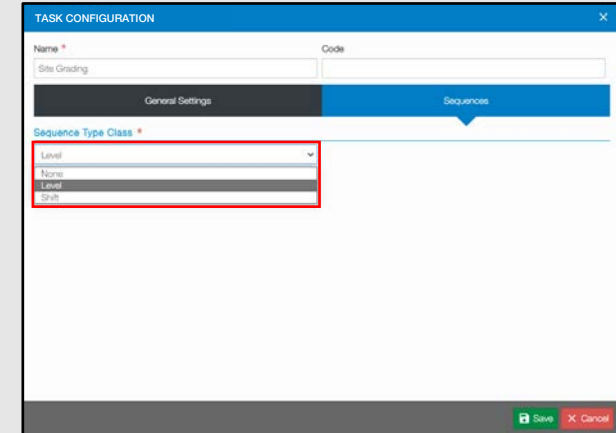 TASK CONFIGURATION ×
Name * Code
Site Grading
General Settings Sequences
Sequence Type Class *
Level
None
Level
Shift
Save × Cancel